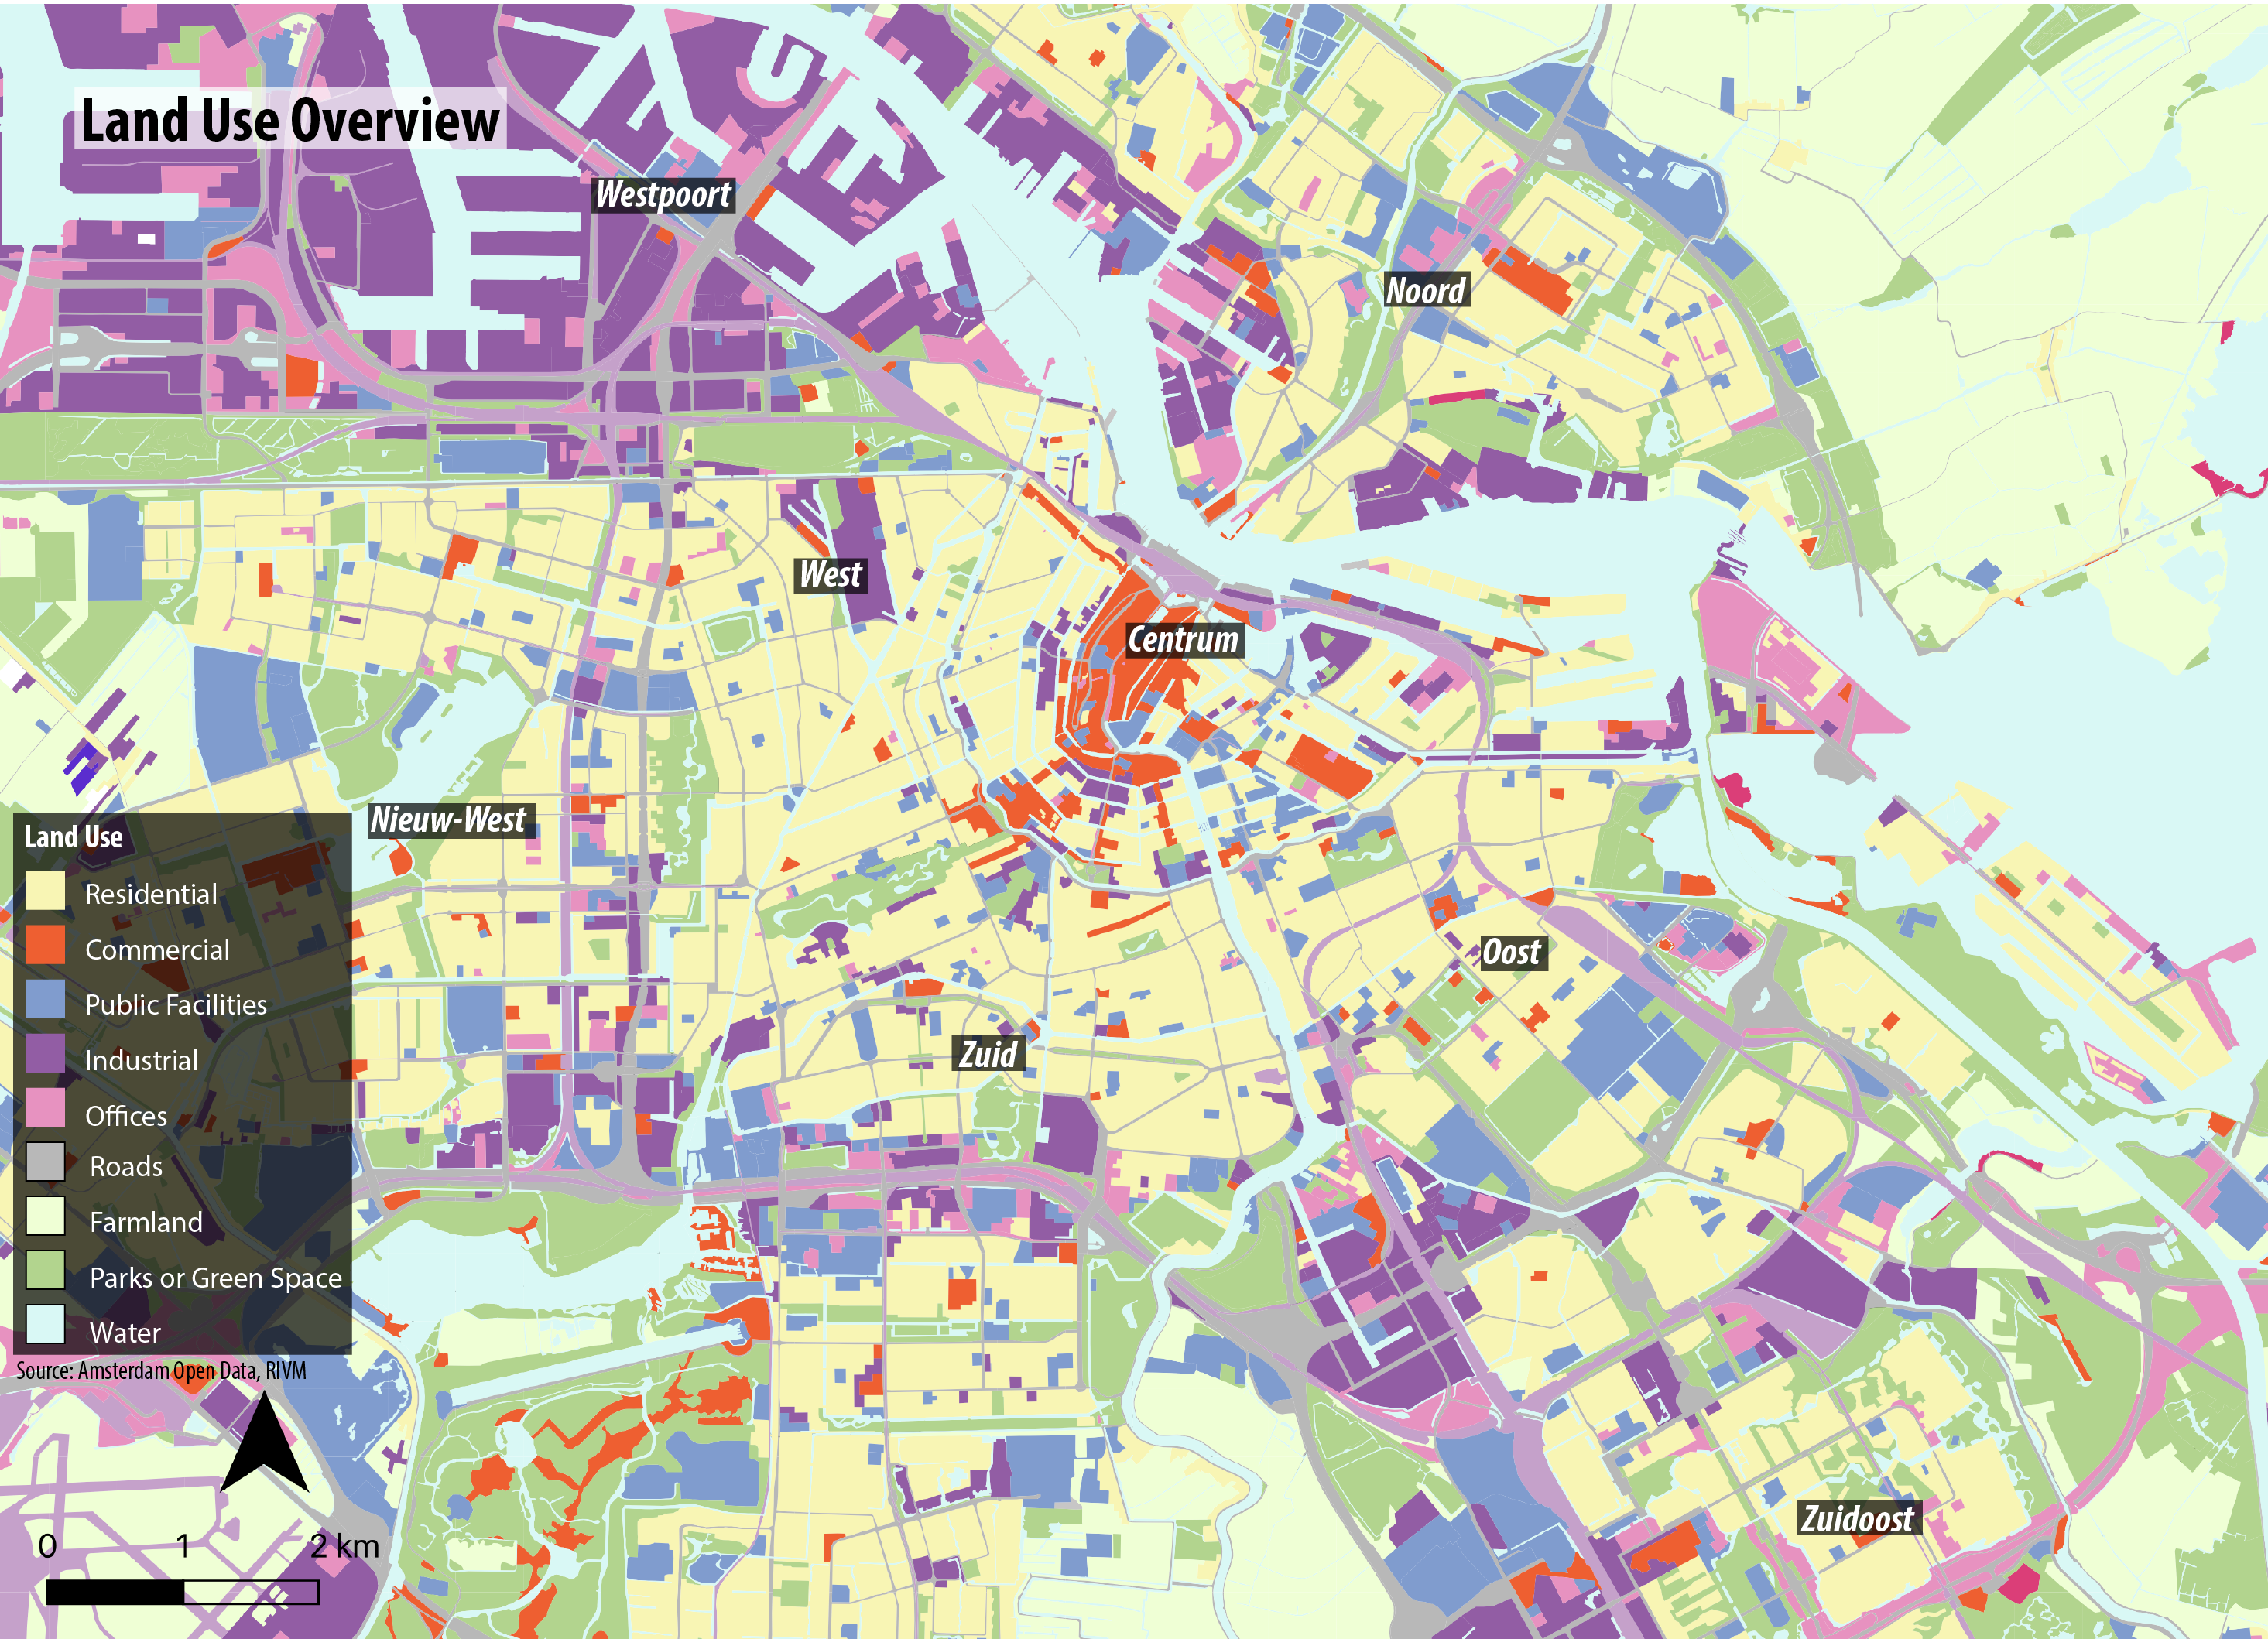 Land Use Overview
Westpoort
Noord
West
Centrum
Nieuw-West
Oost
Zuid
Zuidoost
Land Use
Residential
Commercial
Public Facilities
Industrial
Offices
Roads
Farmland
Parks or Green Space
Water
Source: Amsterdam Open Data, RIVM
0 1 2 km